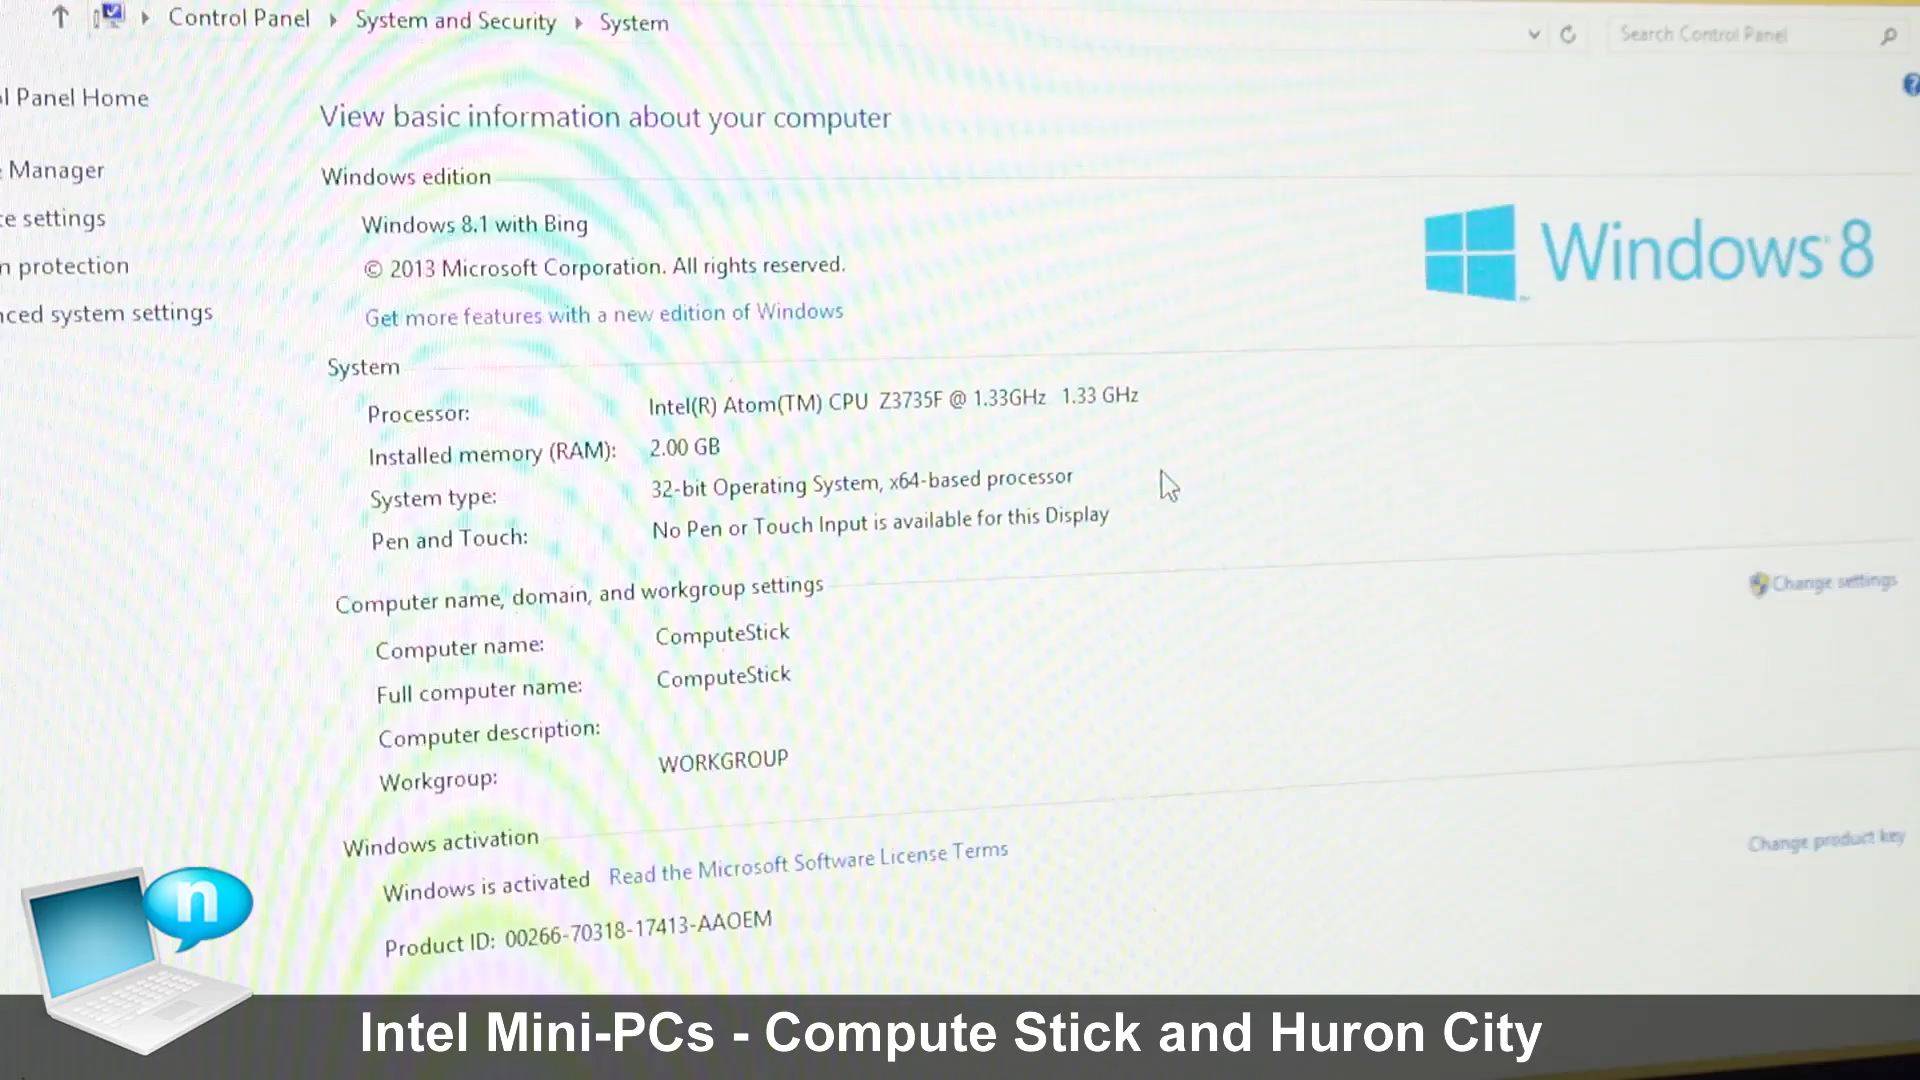 Control Panel System and Security System
Search Control Panel
l Panel Home
View basic information about your computer
Manager
Windows edition
te settings
Windows 8.1 with Bing
Windows 8
n protection
© 2013 Microsoft Corporation. All rights reserved.
nced system settings
Get more features with a new edition of Windows
System
Processor: Intel(R) Atom(TM) CPU Z3735F @ 1.33GHz 1.33 GHz
Installed memory (RAM): 2.00 GB
System type: 32-bit Operating System, x64-based processor
Pen and Touch: No Pen or Touch Input is available for this Display
Computer name, domain, and workgroup settings
Change settings
Computer name: ComputeStick
Full computer name: ComputeStick
Computer description:
Workgroup: WORKGROUP
Windows activation
Windows is activated Read the Microsoft Software License Terms
Change product key
Product ID: 00266-70318-17413-AAOEM
n
Intel Mini-PCs - Compute Stick and Huron City